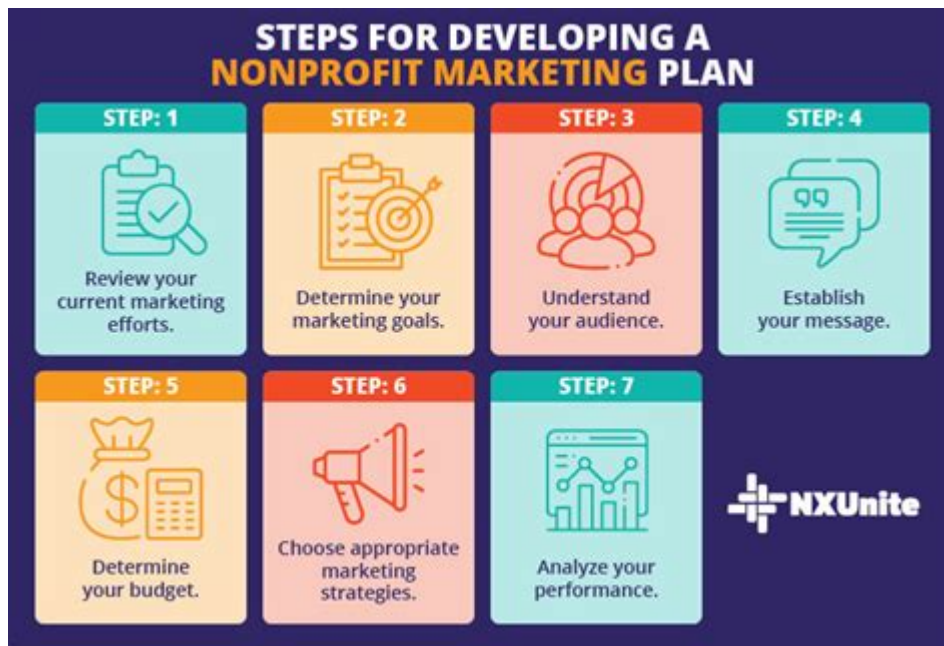 STEPS FOR DEVELOPING A
NONPROFIT MARKETING PLAN
STEP: 1
Review your
current marketing
efforts.
STEP: 2
Determine your
marketing goals.
STEP: 3
Understand
your audience.
STEP: 4
Establish
your message.
STEP: 5
$
Determine
your budget.
STEP: 6
Choose appropriate
marketing
strategies.
STEP: 7
Analyze your
performance.
NXUnite